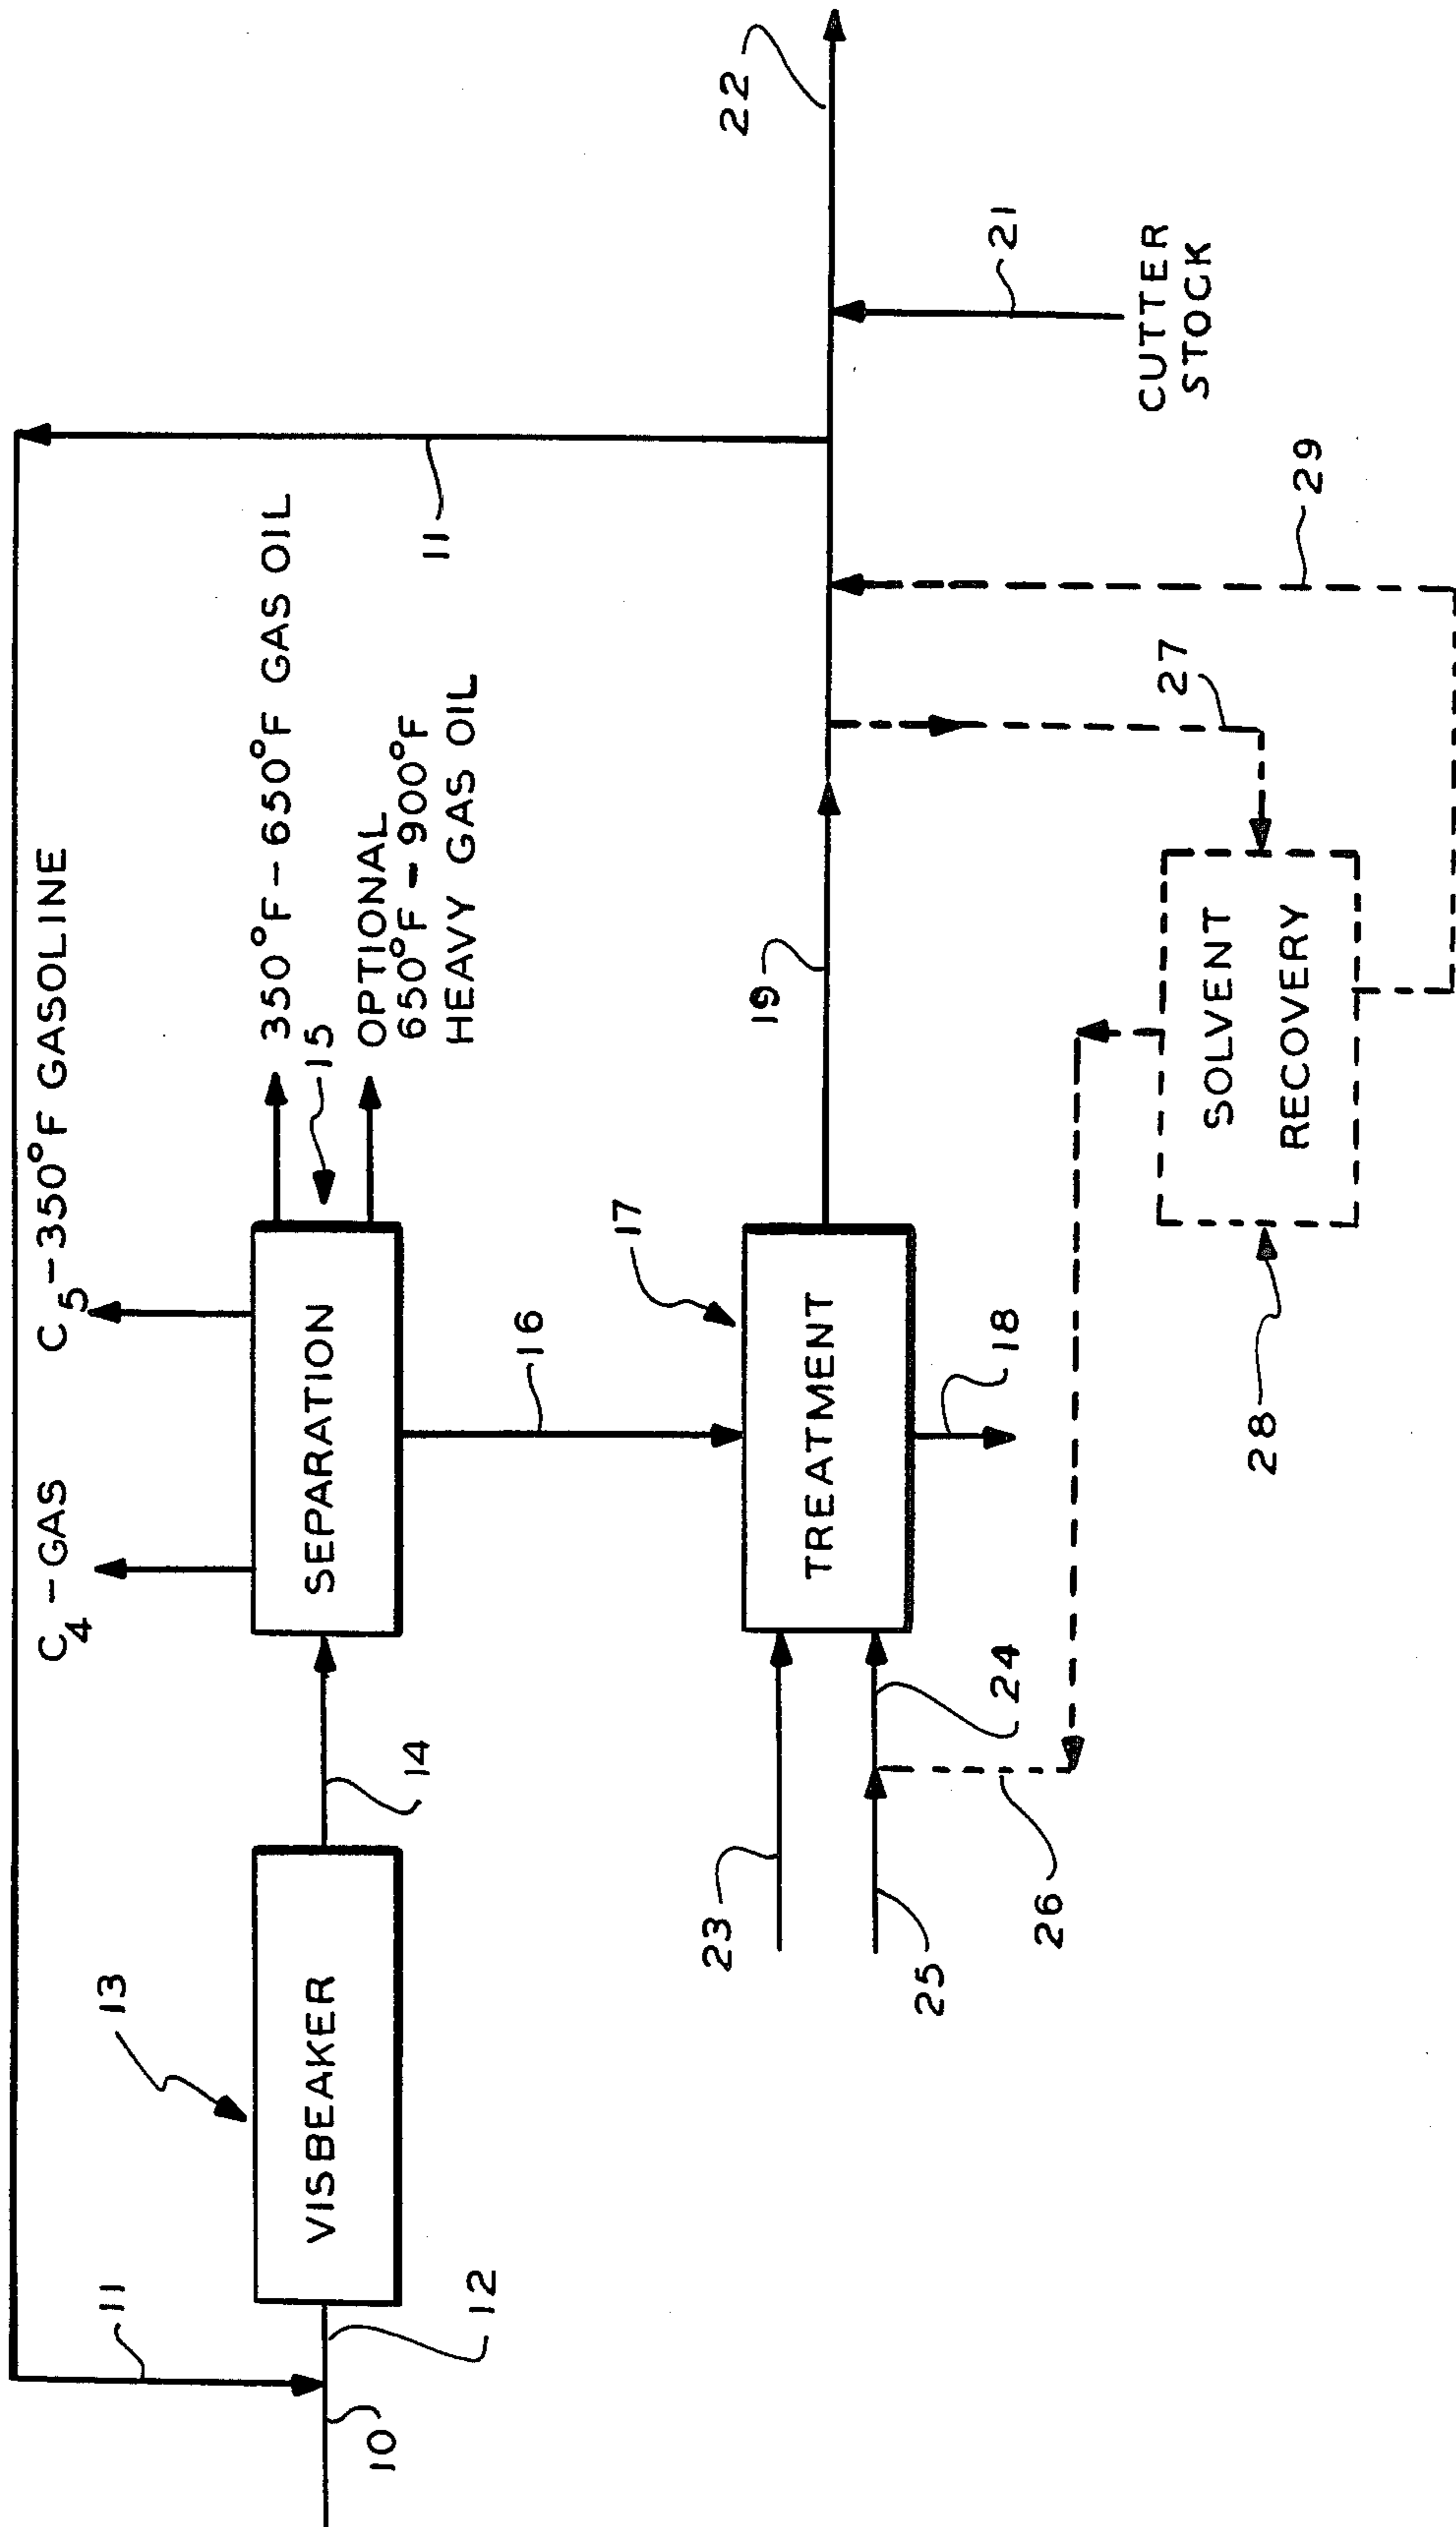 C4-GAS
C5-350°F GASOLINE
11
13
VISBEAKER
10
12
14
SEPARATION
15
350°F-650°F GAS OIL
OPTIONAL
650°F-900°F
HEAVY GAS OIL
11
16
17
TREATMENT
18
19
22
21
CUTTER
STOCK
23
24
25
26
27
28
SOLVENT
RECOVERY
29